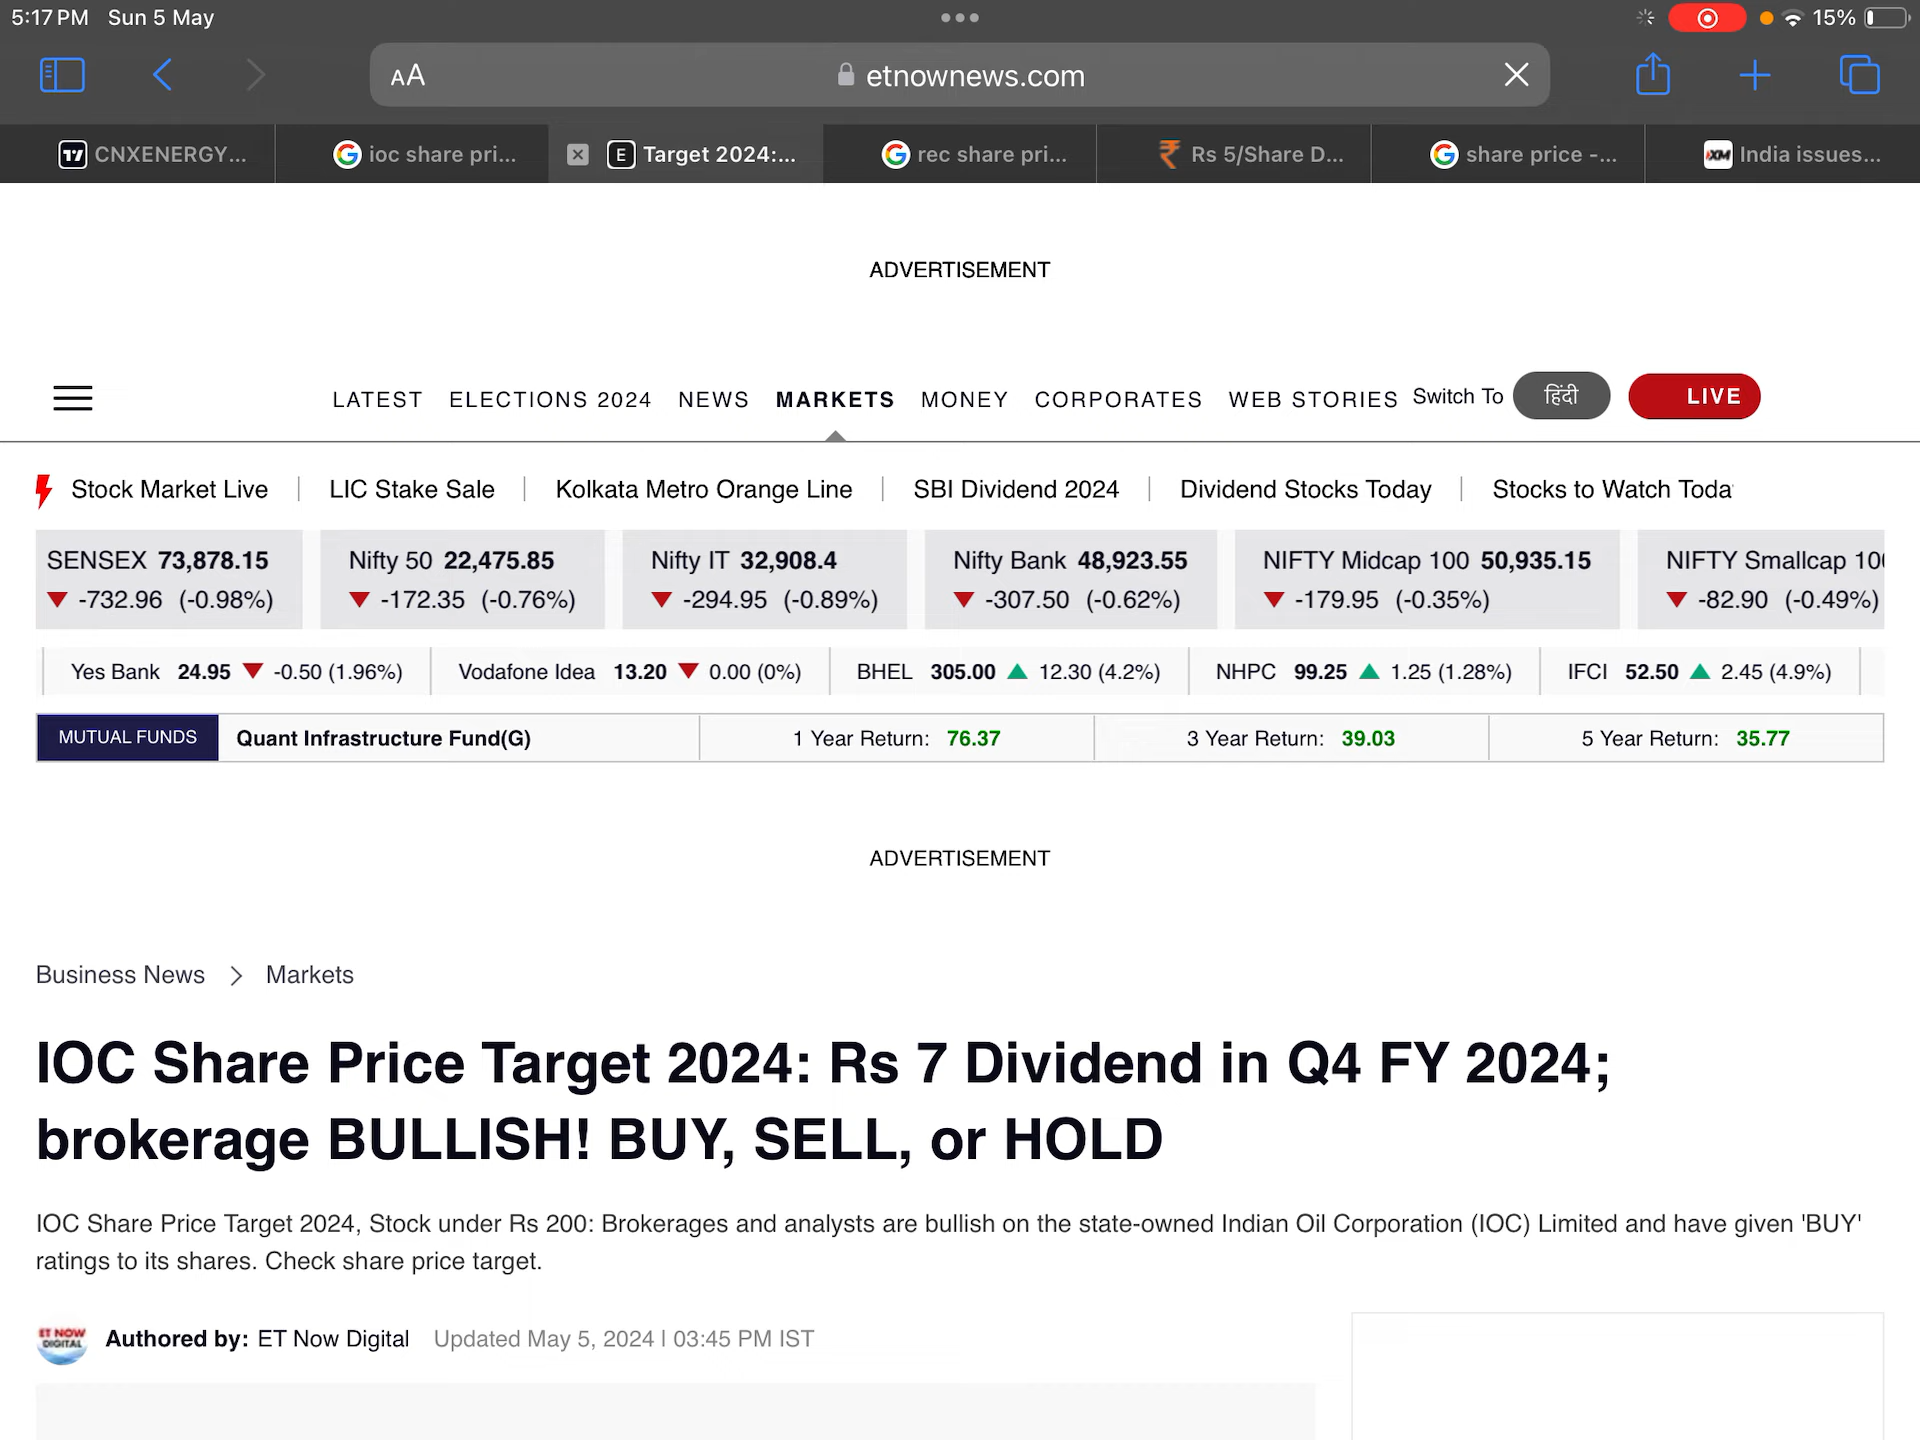 5:17 PM Sun 5 May
15%
AA etnownews.com
CNXENERGY...
ioc share pri...
E Target 2024:...
rec share pri...
₹ Rs 5/Share D...
share price -...
XM India issues...
ADVERTISEMENT
LATEST ELECTIONS 2024 NEWS MARKETS MONEY CORPORATES WEB STORIES Switch To हिंदी LIVE
Stock Market Live | LIC Stake Sale | Kolkata Metro Orange Line | SBI Dividend 2024 | Dividend Stocks Today | Stocks to Watch Toda
SENSEX 73,878.15 Nifty 50 22,475.85 Nifty IT 32,908.4 Nifty Bank 48,923.55 NIFTY Midcap 100 50,935.15 NIFTY Smallcap 10
▼ -732.96 (-0.98%) ▼ -172.35 (-0.76%) ▼ -294.95 (-0.89%) ▼ -307.50 (-0.62%) ▼ -179.95 (-0.35%) ▼ -82.90 (-0.49%)
Yes Bank 24.95 ▼ -0.50 (1.96%) Vodafone Idea 13.20 ▼ 0.00 (0%) BHEL 305.00 ▲ 12.30 (4.2%) NHPC 99.25 ▲ 1.25 (1.28%) IFCI 52.50 ▲ 2.45 (4.9%)
MUTUAL FUNDS Quant Infrastructure Fund(G) 1 Year Return: 76.37 3 Year Return: 39.03 5 Year Return: 35.77
ADVERTISEMENT
Business News > Markets
IOC Share Price Target 2024: Rs 7 Dividend in Q4 FY 2024;
brokerage BULLISH! BUY, SELL, or HOLD
IOC Share Price Target 2024, Stock under Rs 200: Brokerages and analysts are bullish on the state-owned Indian Oil Corporation (IOC) Limited and have given 'BUY'
ratings to its shares. Check share price target.
ET NOW
DIGITAL
Authored by: ET Now Digital Updated May 5, 2024 | 03:45 PM IST